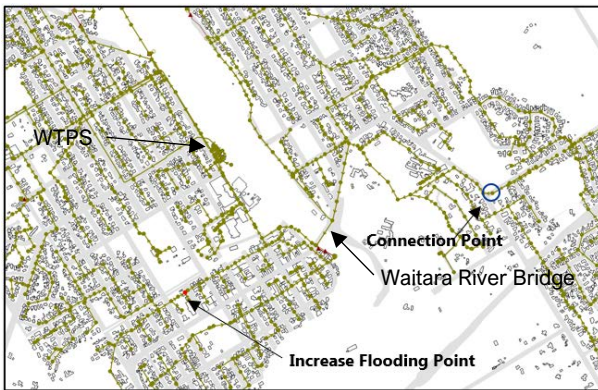 WTPS
Connection Point
Waitara River Bridge
Increase Flooding Point